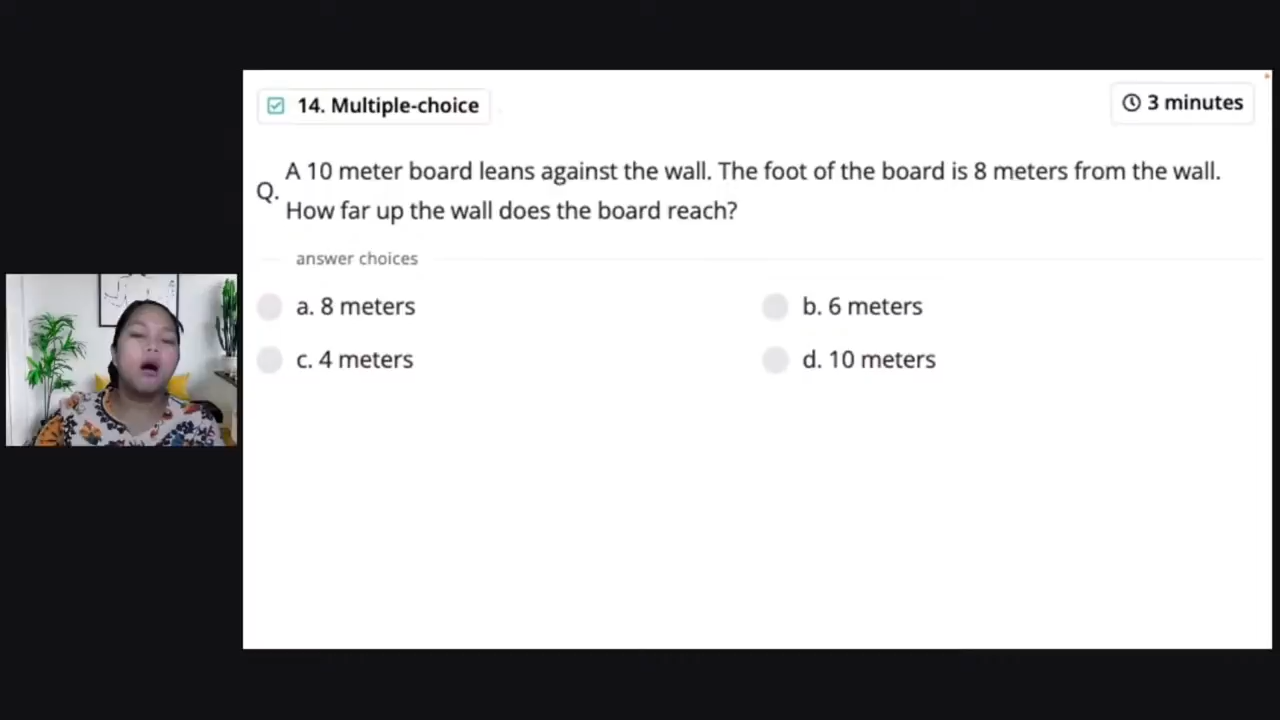 14. Multiple-choice
3 minutes
Q.
A 10 meter board leans against the wall. The foot of the board is 8 meters from the wall.
How far up the wall does the board reach?
answer choices
a. 8 meters
b. 6 meters
c. 4 meters
d. 10 meters